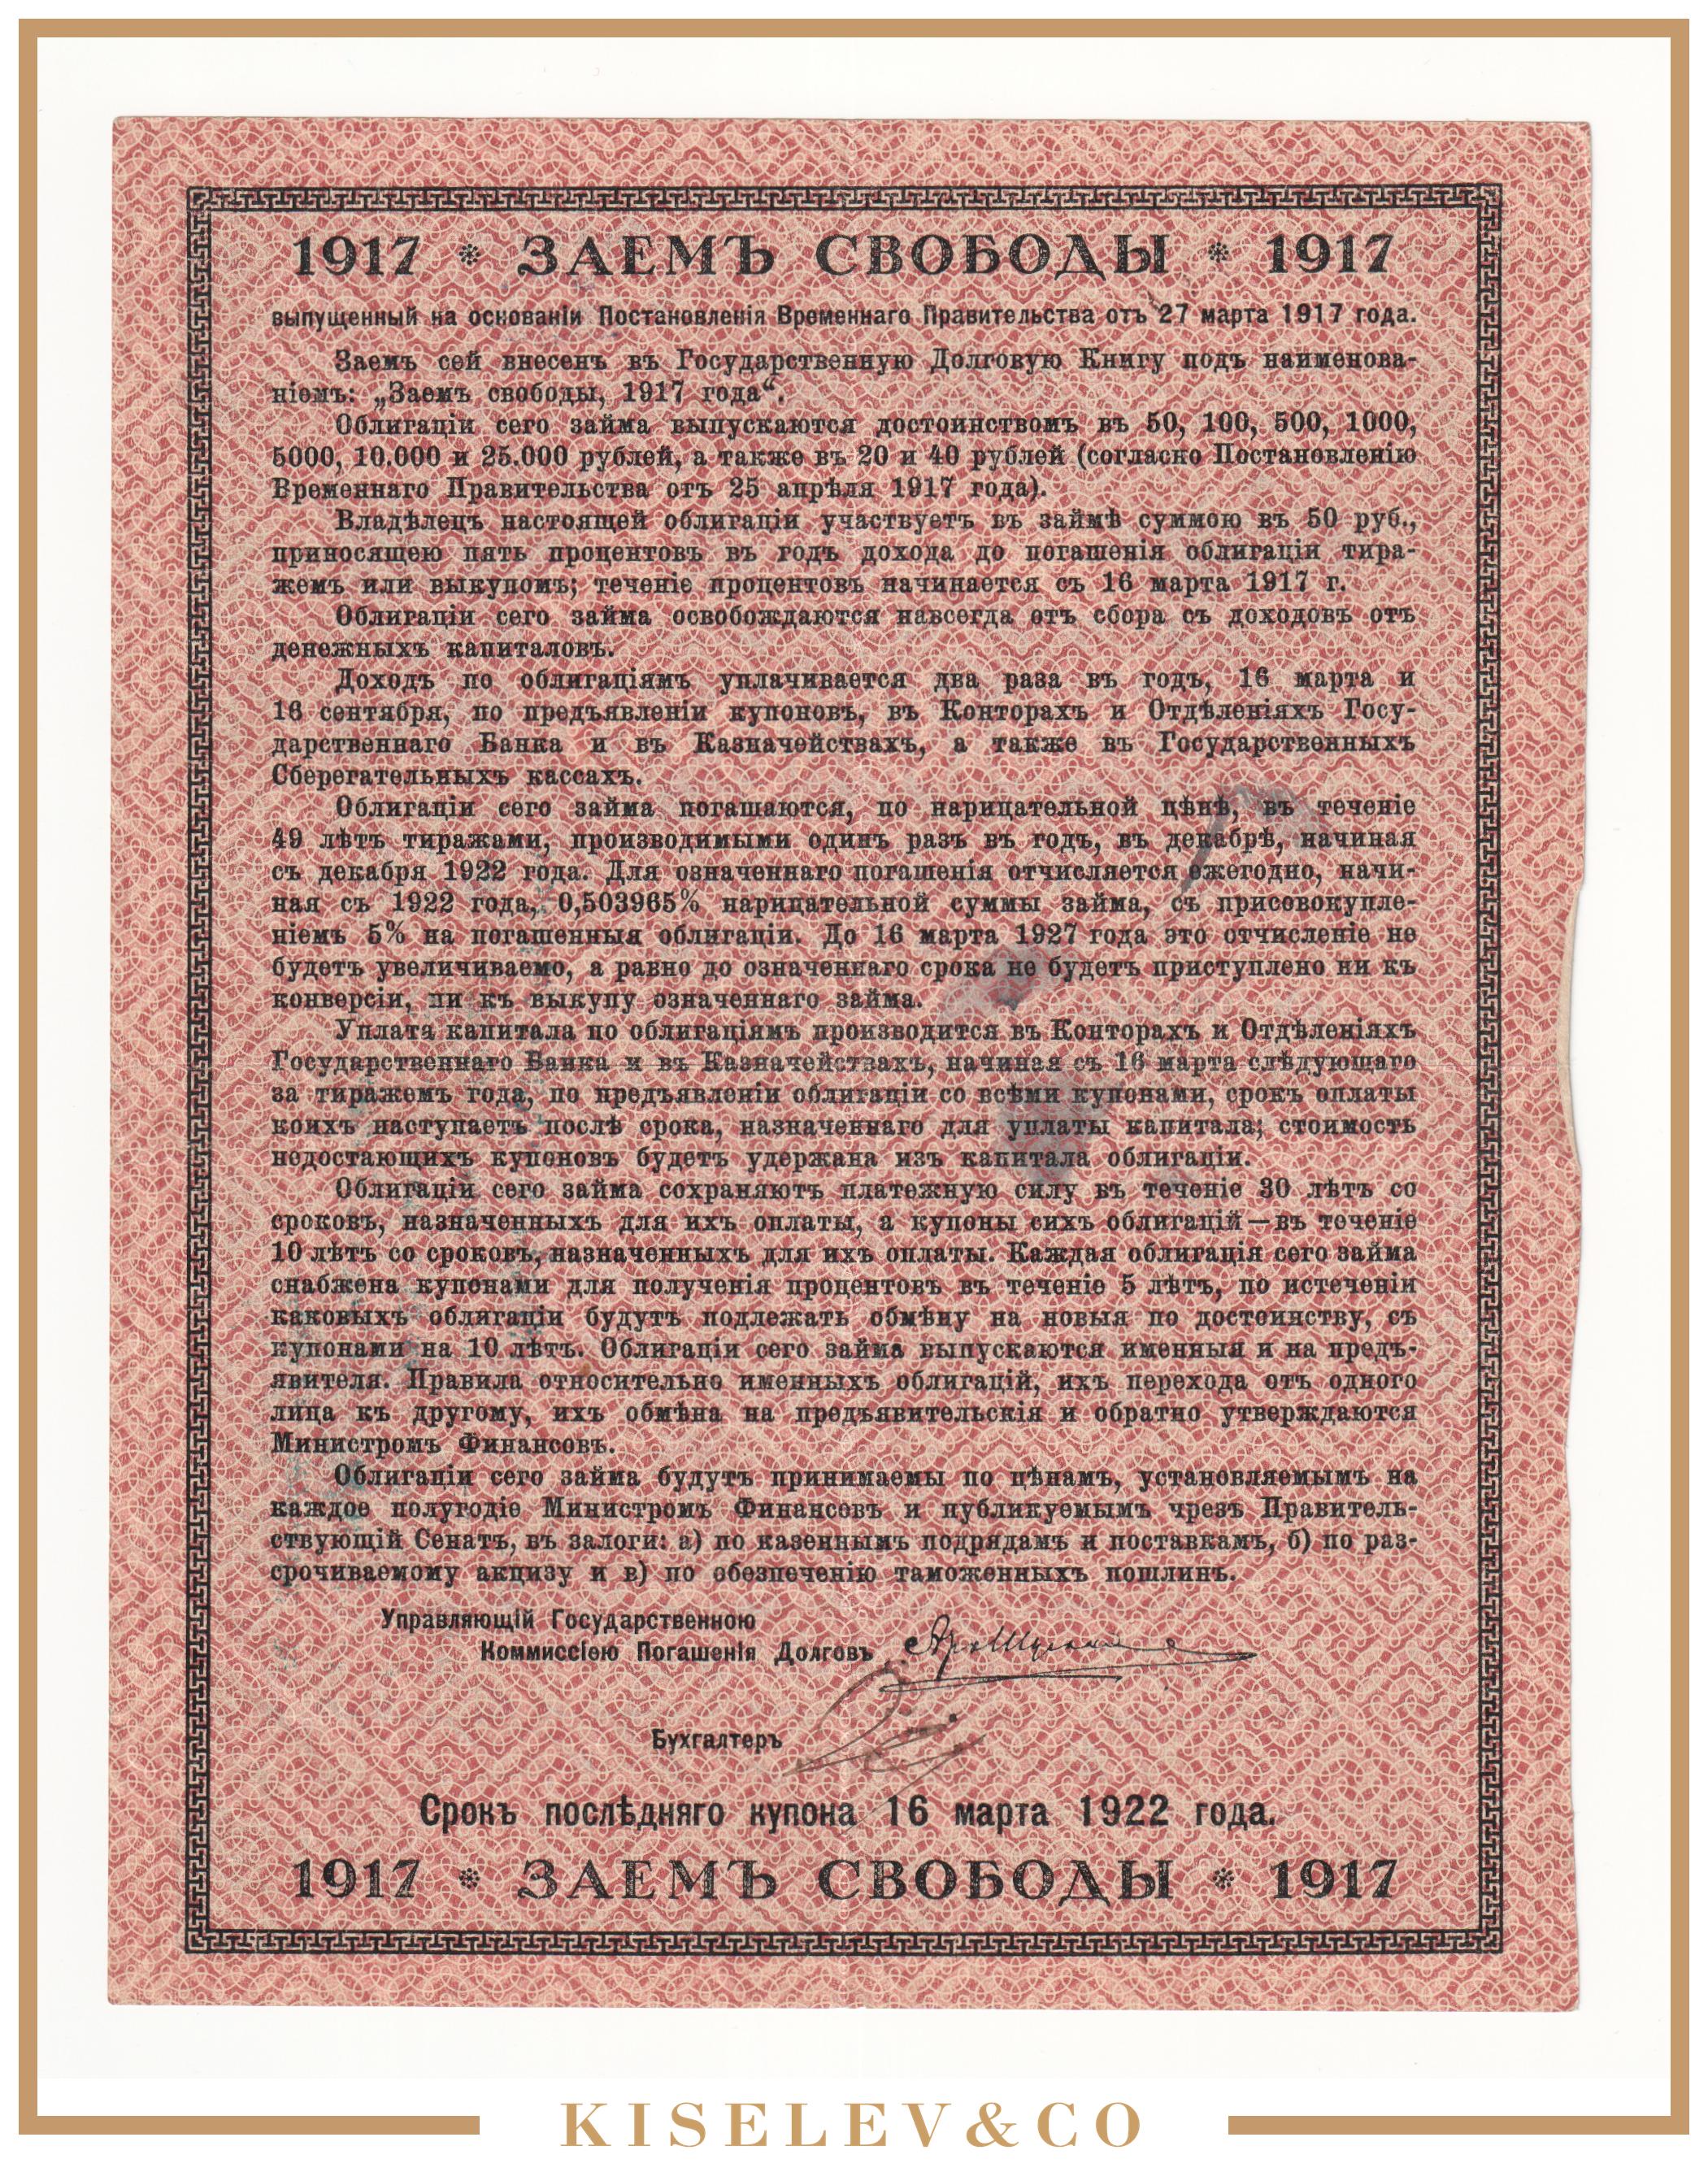 1917 * ЗАЕМЪ СВОБОДЫ * 1917
выпущенный на основаніи Постановленія Временнаго Правительства отъ 27 марта 1917 года.
Заемъ сей внесенъ въ Государственную Долговую Книгу подъ наименова-
ніемъ: „Заемъ свободы, 1917 года“.
Облигаціи сего займа выпускаются достоинствомъ въ 50, 100, 500, 1000,
5000, 10.000 и 25.000 рублей, а также въ 20 и 40 рублей (согласно Постановленію
Временнаго Правительства отъ 25 апрѣля 1917 года).
Владѣлецъ настоящей облигаціи участвуетъ въ займѣ суммою въ 50 руб.,
приносящею пять процентовъ въ годъ дохода до погашенія облигаціи тира-
жемъ или выкупомъ; теченіе процентовъ начинается съ 16 марта 1917 г.
Облигаціи сего займа освобождаются навсегда отъ сбора съ доходовъ отъ
денежныхъ капиталовъ.
Доходъ по облигаціямъ уплачивается два раза въ годъ, 16 марта и
16 сентября, по предъявленіи купоновъ, въ Конторахъ и Отдѣленіяхъ Госу-
дарственнаго Банка и въ Казначействахъ, а также въ Государственныхъ
Сберегательныхъ кассахъ.
Облигаціи сего займа погашаются, по нарицательной цѣнѣ, въ теченіе
49 лѣтъ тиражами, производимыми одинъ разъ въ годъ, въ декабрѣ, начиная
съ декабря 1922 года. Для означеннаго погашенія отчисляется ежегодно, начи-
ная съ 1922 года, 0,503965% нарицательной суммы займа, съ присовокупле-
ніемъ 5% на погашенныя облигаціи. До 16 марта 1927 года это отчисленіе не
будетъ увеличиваемо, а равно до означеннаго срока не будетъ приступлено ни къ
конверсіи, ни къ выкупу означеннаго займа.
Уплата капитала по облигаціямъ производится въ Конторахъ и Отдѣленіяхъ
Государственнаго Банка и въ Казначействахъ, начиная съ 16 марта слѣдующаго
за тиражемъ года, по предъявленіи облигаціи со всѣми купонами, срокъ оплаты
коихъ наступаетъ послѣ срока, назначеннаго для уплаты капитала; стоимость
недостающихъ купоновъ будетъ удержана изъ капитала облигаціи.
Облигаціи сего займа сохраняютъ платежную силу въ теченіе 30 лѣтъ со
сроковъ, назначенныхъ для ихъ оплаты, а купоны сихъ облигацій—въ теченіе
10 лѣтъ со сроковъ, назначенныхъ для ихъ оплаты. Каждая облигація сего займа
снабжена купонами для полученія процентовъ въ теченіе 5 лѣтъ, по истеченіи
каковыхъ облигаціи будутъ подлежать обмѣну на новыя по достоинству, съ
купонами на 10 лѣтъ. Облигаціи сего займа выпускаются именныя и на предъ-
явителя. Правила относительно именныхъ облигацій, ихъ перехода отъ одного
лица къ другому, ихъ обмѣна на предъявительскія и обратно утверждаются
Министромъ Финансовъ.
Облигаціи сего займа будутъ принимаемы по цѣнамъ, установляемымъ на
каждое полугодіе Министромъ Финансовъ и публикуемымъ чрезъ Правитель-
ствующій Сенатъ, въ залоги: а) по казеннымъ подрядамъ и поставкамъ, б) по раз-
срочиваемому акцизу и в) по обезпеченію таможенныхъ пошлинъ.
Управляющій Государственною
Коммиссіею Погашенія Долговъ
Бухгалтеръ
Срокъ послѣдняго купона 16 марта 1922 года.
1917 * ЗАЕМЪ СВОБОДЫ * 1917
KISELEV&CO